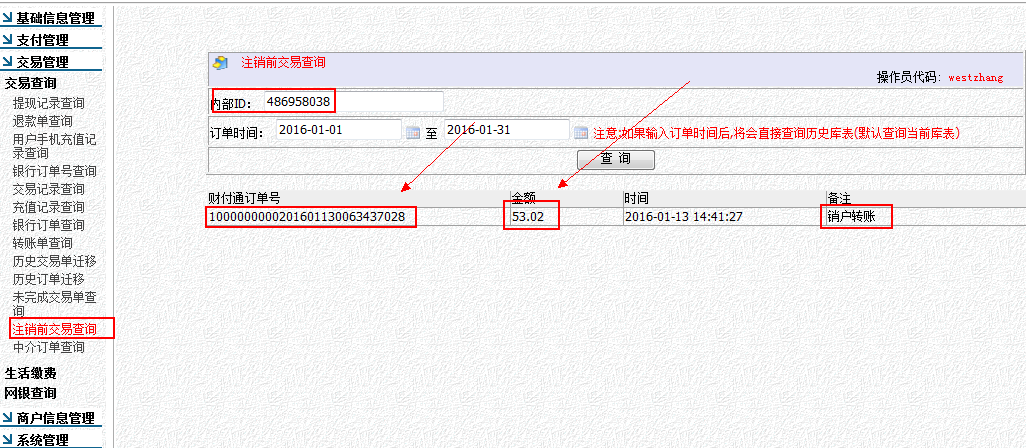 基础信息管理
支付管理
交易管理
交易查询
提现记录查询
退款单查询
用户手机充值记
录查询
银行订单号查询
交易记录查询
充值记录查询
银行订单查询
转账单查询
历史交易单迁移
历史订单迁移
未完成交易单查
询
注销前交易查询
中介订单查询
生活缴费
网银查询
商户信息管理
系统管理
注销前交易查询
操作员代码: westzhang
内部ID: 486958038
订单时间: 2016-01-01 至 2016-01-31 注意:如果输入订单时间后,将会直接查询历史库表(默认查询当前库表)
查 询
财付通订单号 金额 时间 备注
1000000000201601130063437028 53.02 2016-01-13 14:41:27 销户转账